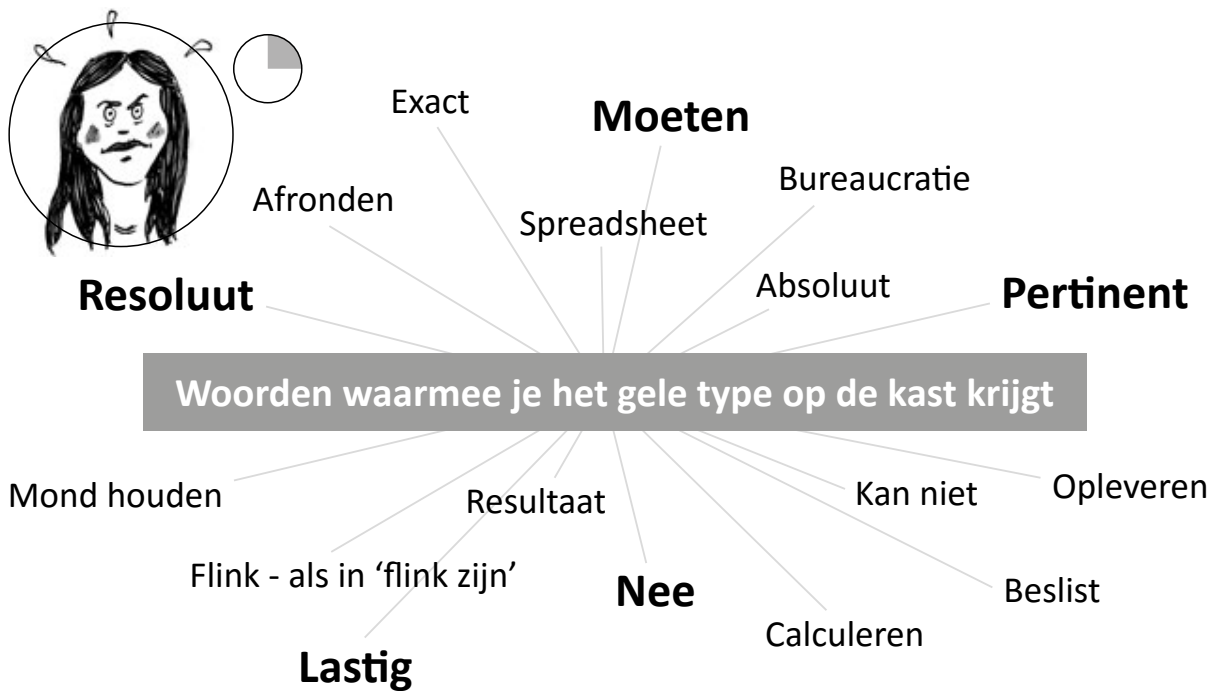 Exact
Moeten
Bureaucratie
Afronden
Spreadsheet
Absoluut
Resoluut
Pertinent
Woorden waarmee je het gele type op de kast krijgt
Mond houden
Resultaat
Kan niet
Opleveren
Flink - als in ‘flink zijn’
Nee
Beslist
Calculeren
Lastig